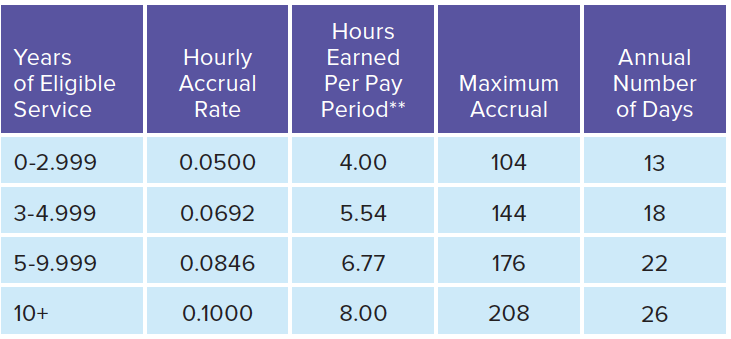 Years
of Eligible
Service
Hourly
Accrual
Rate
Hours
Earned
Per Pay
Period**
Maximum
Accrual
Annual
Number
of Days
0-2.999 0.0500 4.00 104 13
3-4.999 0.0692 5.54 144 18
5-9.999 0.0846 6.77 176 22
10+ 0.1000 8.00 208 26